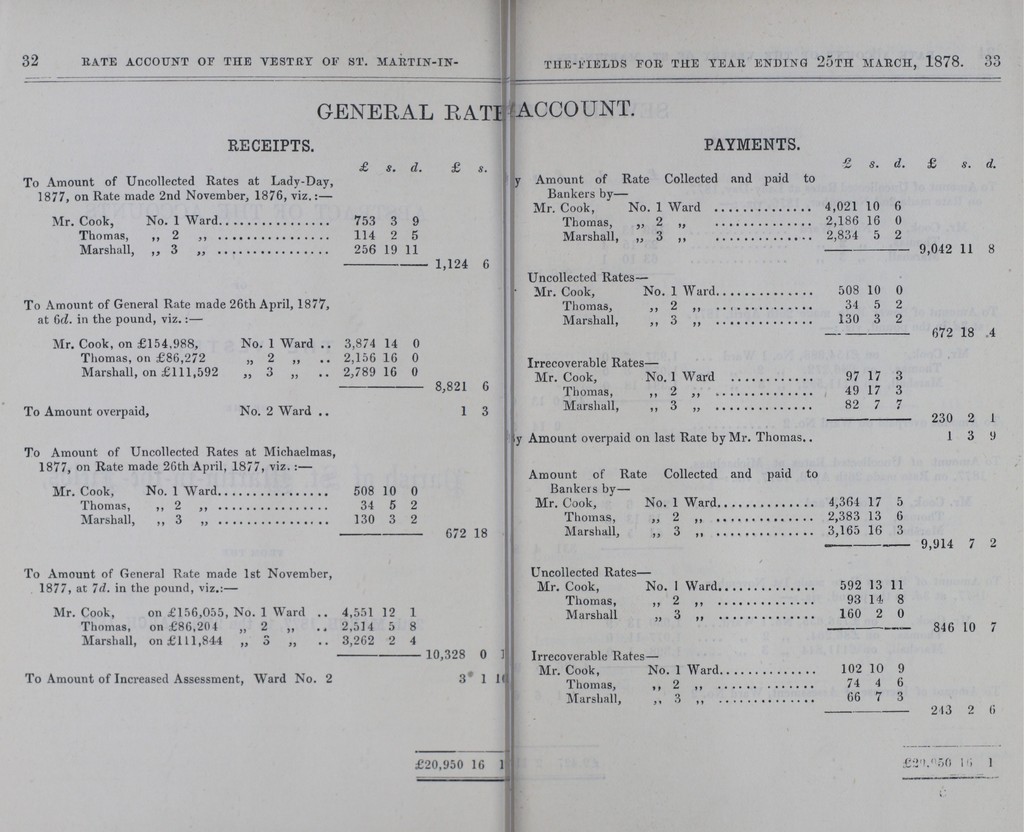 32 RATE ACCOUNT OF THE VESTRY OF ST. MARTIN-IN-
GENERAL RATE
RECEIPTS.
£ s. d. £ s.
To Amount of Uncollected Rates at Lady-Day,
1877, on Rate made 2nd November, 1876, viz.:—
Mr. Cook, No. 1 Ward................ 753 3 9
Thomas, ,, 2 ,, ................ 114 2 5
Marshall, ,, 3 ,, ................ 256 19 11
1,124 6
To Amount of General Rate made 26th April, 1877,
at 6d. in the pound, viz.:—
Mr. Cook, on £154,988, No. 1 Ward .. 3,874 14 0
Thomas, on £86,272 ,, 2 ,, .. 2,156 16 0
Marshall, on £111,592 ,, 3 ,, .. 2,789 16 0
8,821 6
To Amount overpaid, No. 2 Ward .. 1 3
To Amount of Uncollected Rates at Michaelmas,
1877, on Rate made 26th April, 1877, viz.:—
Mr. Cook, No. 1 Ward................ 508 10 0
Thomas, ,, 2 ,, ................ 34 5 2
Marshall, ,, 3 ,, ................ 130 3 2
672 18
To Amount of General Rate made 1st November,
1877, at 7d. in the pound, viz.:—
Mr. Cook, on £156,055, No. 1 Ward .. 4,551 12 1
Thomas, on £86,204 ,, 2 ,, .. 2,514 5 8
Marshall, on £111,844 ,, 3 ,, .. 3,262 2 4
10,328 0 1
To Amount of Increased Assessment, Ward No. 2 3 1 10
£20,950 16 1
THE-FIELDS FOR THE YEAR ENDING 25TH MARCH, 1878. 33
ACCOUNT.
PAYMENTS.
£ s. d. £ s. d.
y Amount of Rate Collected and paid to
Bankers by—
Mr. Cook, No. 1 Ward .............. 4,021 10 6
Thomas, ,, 2 ,, .............. 2,186 16 0
Marshall, ,, 3 ,, .............. 2,834 5 2
9,042 11 8
Uncollected Rates—
Mr. Cook, No. 1 Ward.............. 508 10 0
Thomas, ,, 2 ,, .............. 34 5 2
Marshall, ,, 3 ,, .............. 130 3 2
672 18 4
Irrecoverable Rates—
Mr. Cook, No. 1 Ward ............ 97 17 3
Thomas, ,, 2 ,, .............. 49 17 3
Marshall, ,, 3 ,, .............. 82 7 7
230 2 1
y Amount overpaid on last Rate by Mr. Thomas.. 1 3 9
Amount of Rate Collected and paid to
Bankers by—
Mr. Cook, No. 1 Ward.............. 4,364 17 5
Thomas, ,, 2 ,, .............. 2,383 13 6
Marshall, ,, 3 ,, .............. 3,165 16 3
9,914 7 2
Uncollected Rates—
Mr. Cook, No. 1 Ward.............. 592 13 11
Thomas, ,, 2 ,, .............. 93 14 8
Marshall ,, 3 ,, .............. 160 2 0
846 10 7
Irrecoverable Rates—
Mr. Cook, No. 1 Ward.............. 102 10 9
Thomas, ,, 2 ,, .............. 74 4 6
Marshall, ,, 3 ,, .............. 66 7 3
243 2 6
£20,950 16 1